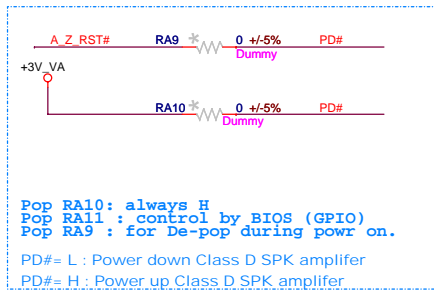 A_Z_RST# RA9 * 0 +/-5% PD#
Dummy
+3V_VA
RA10 * 0 +/-5% PD#
Dummy
Pop RA10: always H
Pop RA11 : control by BIOS (GPIO)
Pop RA9 : for De-pop during powr on.
PD#= L : Power down Class D SPK amplifer
PD#= H : Power up Class D SPK amplifer